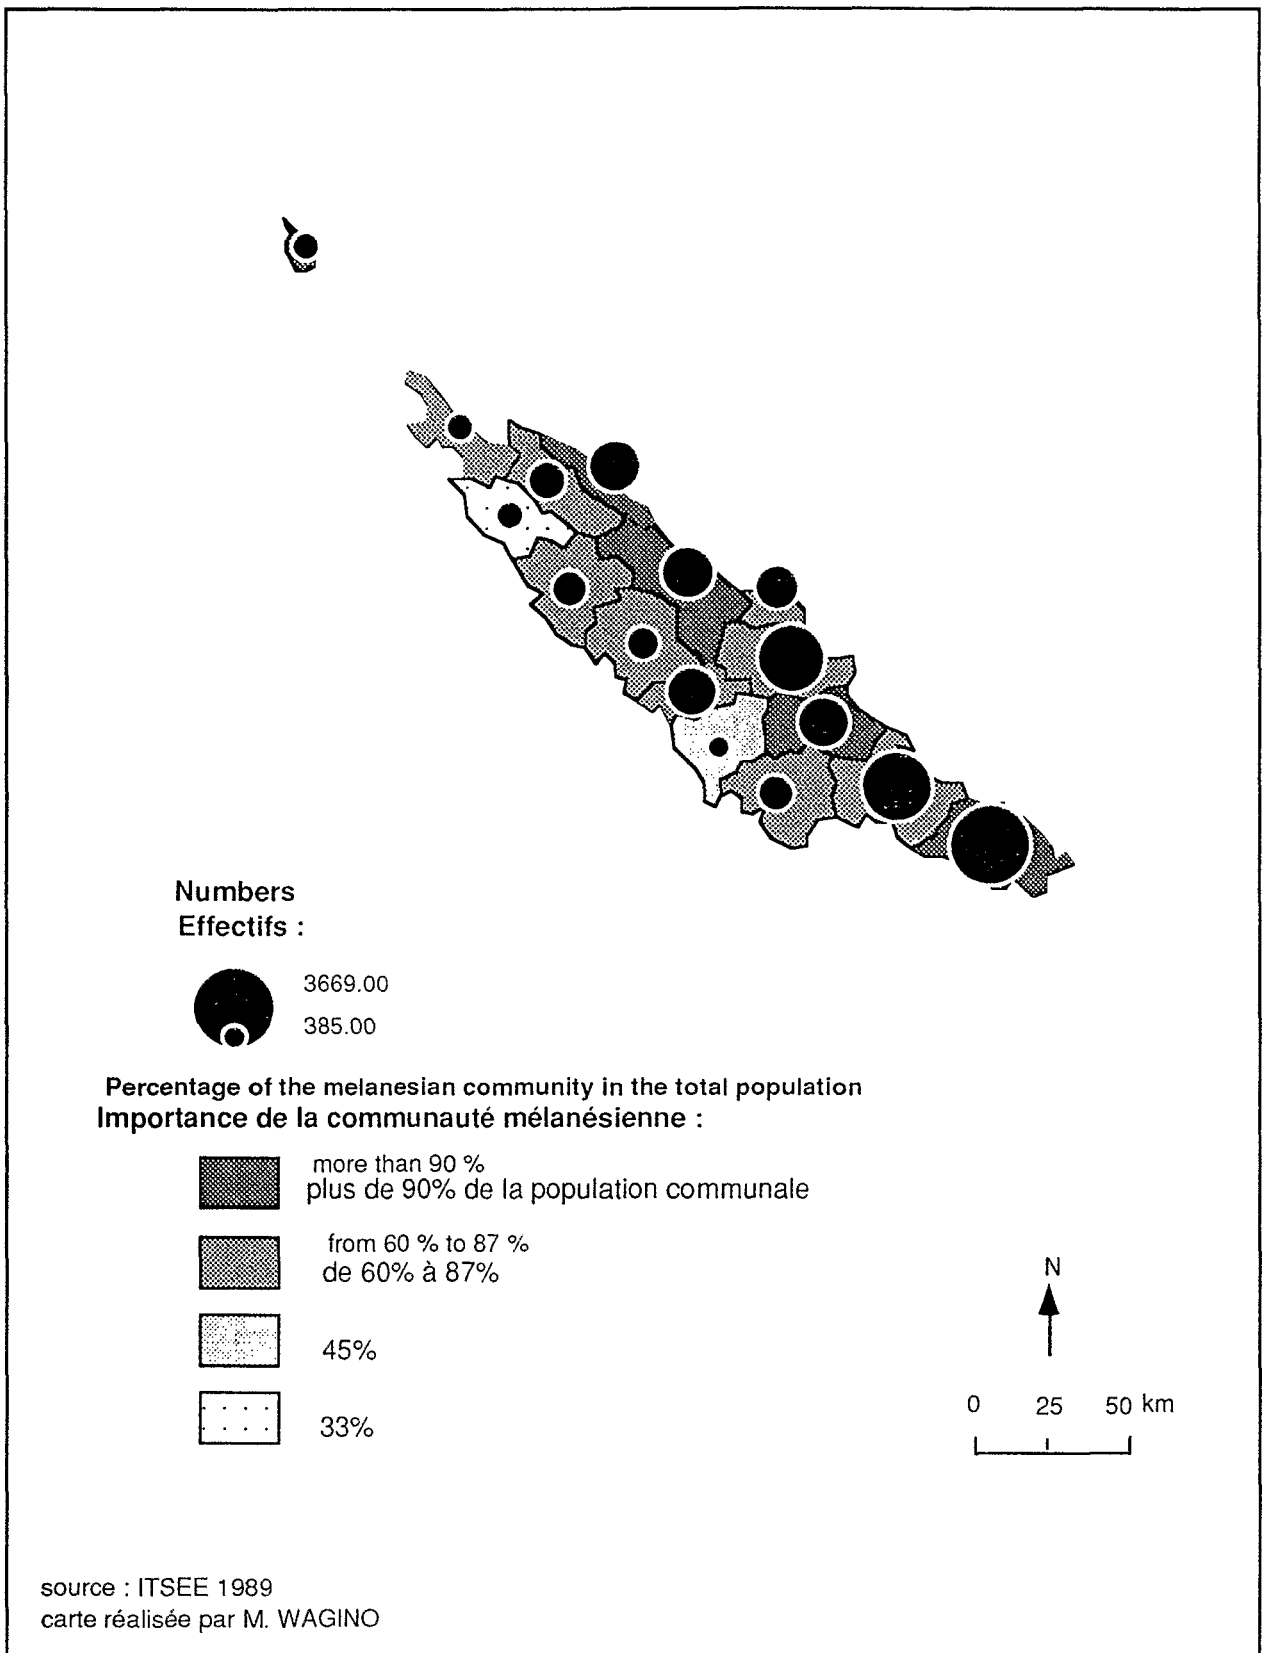 Numbers
Effectifs :
3669.00
385.00
Percentage of the melanesian community in the total population
Importance de la communauté mélanésienne :
more than 90 %
plus de 90% de la population communale
from 60 % to 87 %
de 60% à 87%
45%
33%
N
0 25 50 km
source : ITSEE 1989
carte réalisée par M. WAGINO